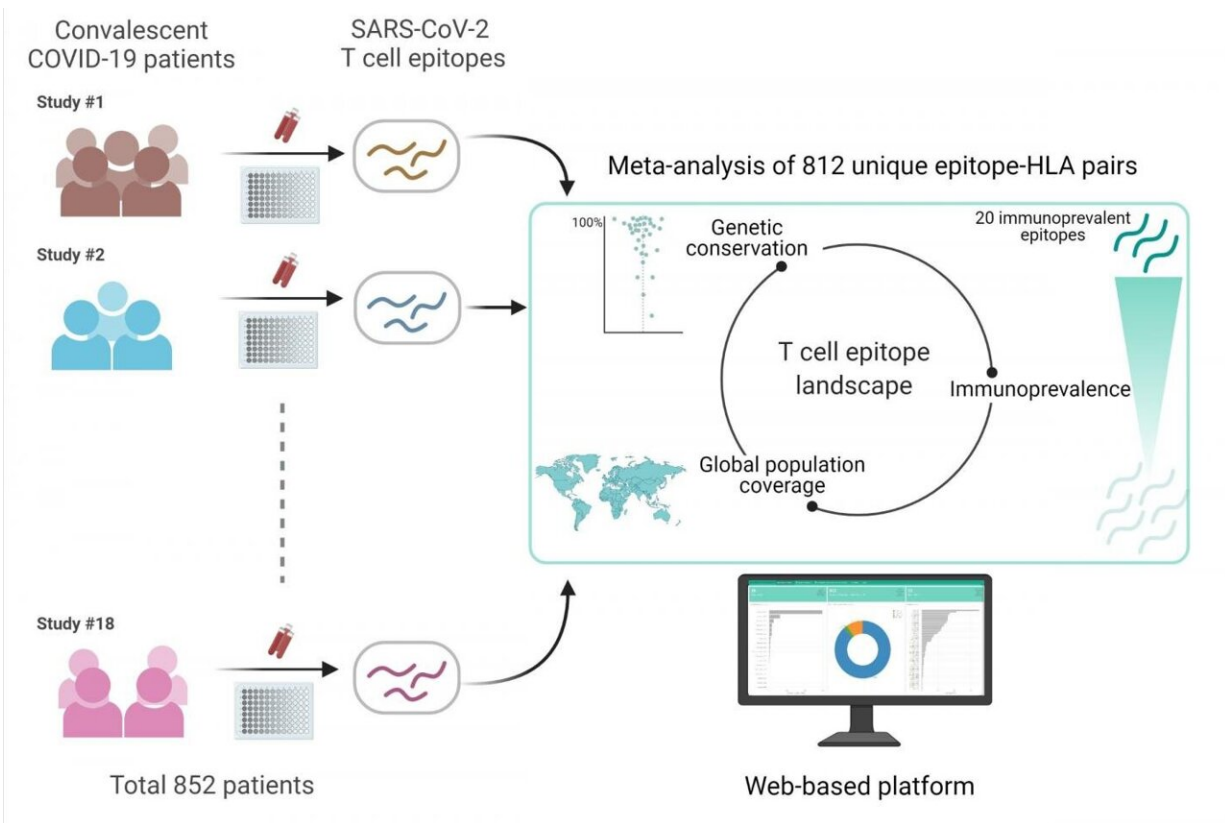 Convalescent
COVID-19 patients
SARS-CoV-2
T cell epitopes
Study #1
Study #2
Study #18
Total 852 patients
Meta-analysis of 812 unique epitope-HLA pairs
100%
Genetic
conservation
20 immunoprevalent
epitopes
T cell epitope
landscape
Immunoprevalence
Global population
coverage
Web-based platform